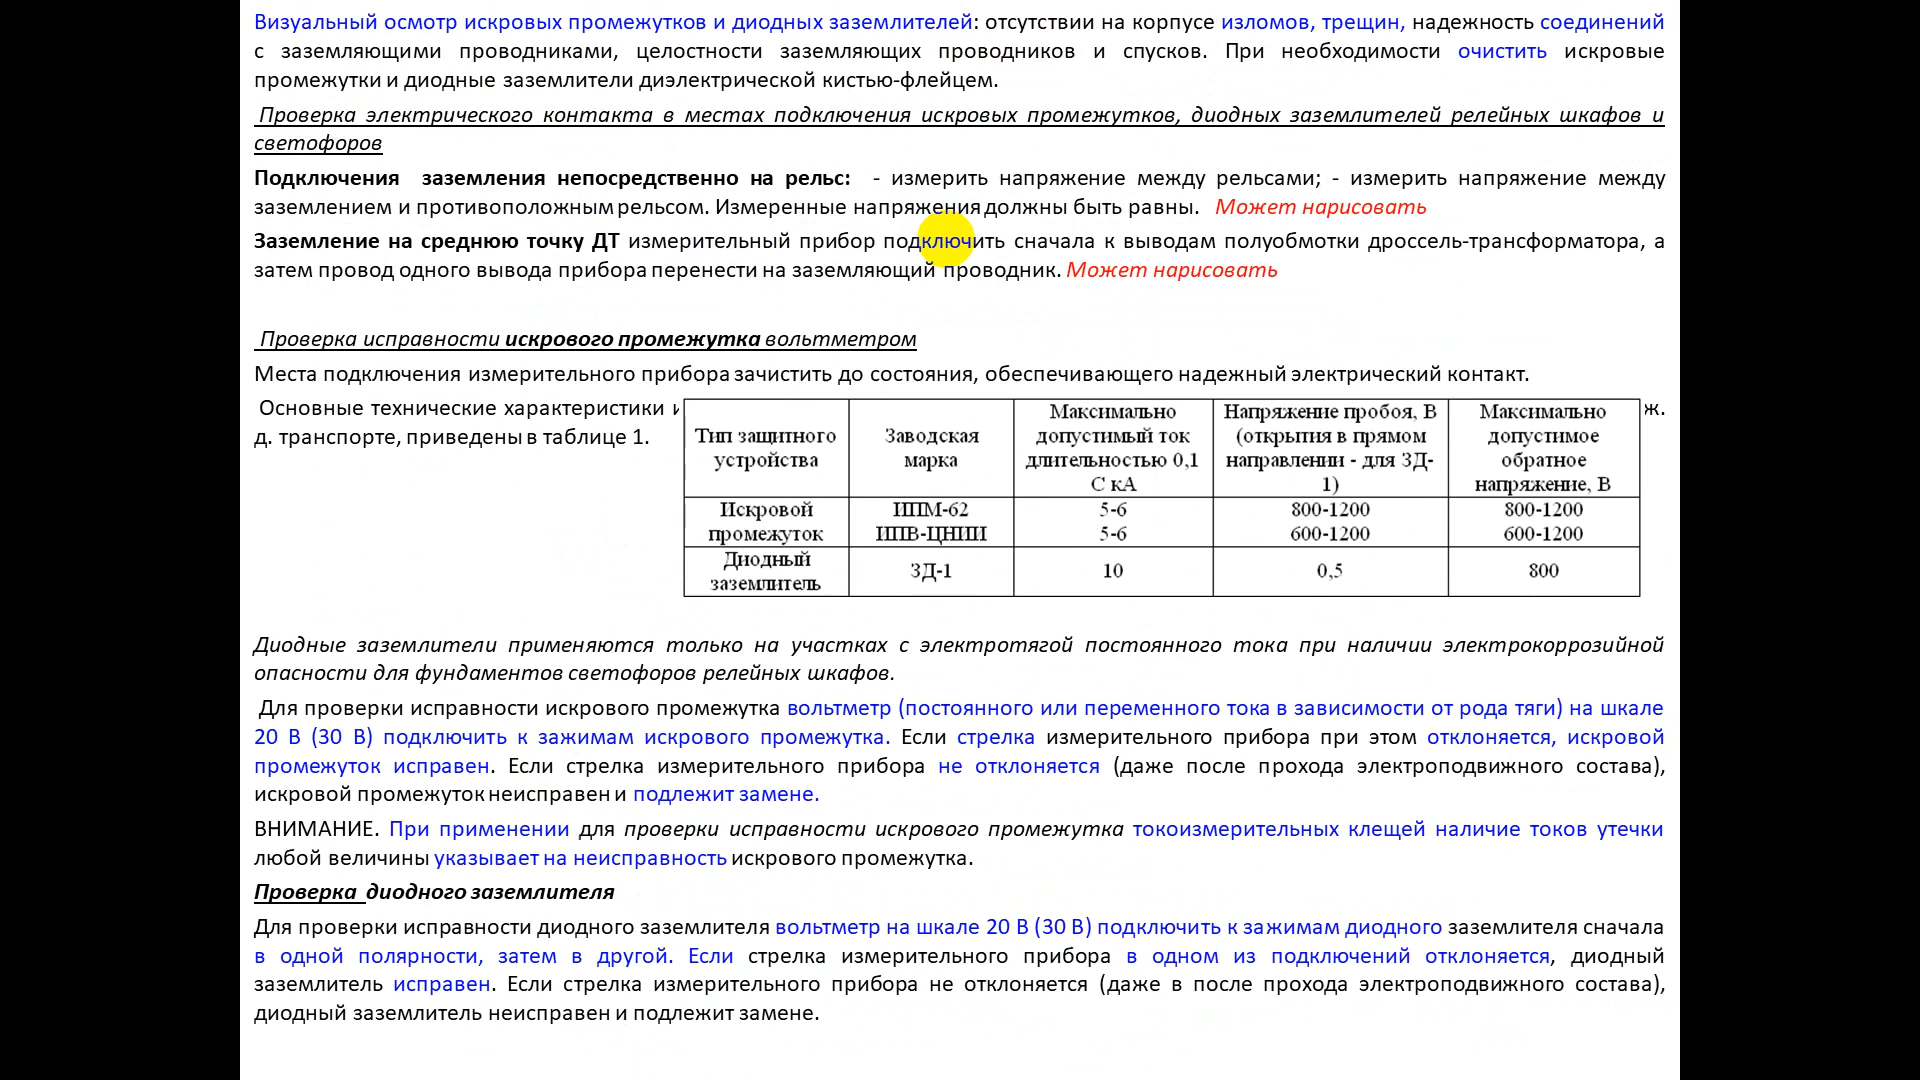 Визуальный осмотр искровых промежутков и диодных заземлителей: отсутствии на корпусе изломов, трещин, надежность соединений
с заземляющими проводниками, целостности заземляющих проводников и спусков. При необходимости очистить искровые
промежутки и диодные заземлители диэлектрической кистью-флейцем.
Проверка электрического контакта в местах подключения искровых промежутков, диодных заземлителей релейных шкафов и
светофоров
Подключения заземления непосредственно на рельс: - измерить напряжение между рельсами; - измерить напряжение между
заземлением и противоположным рельсом. Измеренные напряжения должны быть равны. Может нарисовать
Заземление на среднюю точку ДТ измерительный прибор подключить сначала к выводам полуобмотки дроссель-трансформатора, а
затем провод одного вывода прибора перенести на заземляющий проводник. Может нарисовать
Проверка исправности искрового промежутка вольтметром
Места подключения измерительного прибора зачистить до состояния, обеспечивающего надежный электрический контакт.
Основные технические характеристики и ж.
д. транспорте, приведены в таблице 1.
Тип защитного
устройства
Заводская
марка
Максимально
допустимый ток
длительностью 0,1
С кА
Напряжение пробоя, В
(открытия в прямом
направлении - для ЗД-
1)
Максимально
допустимое
обратное
напряжение, В
Искровой ИПМ-62 5-6 800-1200 800-1200
промежуток ИПВ-ЦНИИ 5-6 600-1200 600-1200
Диодный
заземлитель
ЗД-1 10 0,5 800
Диодные заземлители применяются только на участках с электротягой постоянного тока при наличии электрокоррозийной
опасности для фундаментов светофоров релейных шкафов.
Для проверки исправности искрового промежутка вольтметр (постоянного или переменного тока в зависимости от рода тяги) на шкале
20 В (30 В) подключить к зажимам искрового промежутка. Если стрелка измерительного прибора при этом отклоняется, искровой
промежуток исправен. Если стрелка измерительного прибора не отклоняется (даже после прохода электроподвижного состава),
искровой промежуток неисправен и подлежит замене.
ВНИМАНИЕ. При применении для проверки исправности искрового промежутка токоизмерительных клещей наличие токов утечки
любой величины указывает на неисправность искрового промежутка.
Проверка диодного заземлителя
Для проверки исправности диодного заземлителя вольтметр на шкале 20 В (30 В) подключить к зажимам диодного заземлителя сначала
в одной полярности, затем в другой. Если стрелка измерительного прибора в одном из подключений отклоняется, диодный
заземлитель исправен. Если стрелка измерительного прибора не отклоняется (даже в после прохода электроподвижного состава),
диодный заземлитель неисправен и подлежит замене.